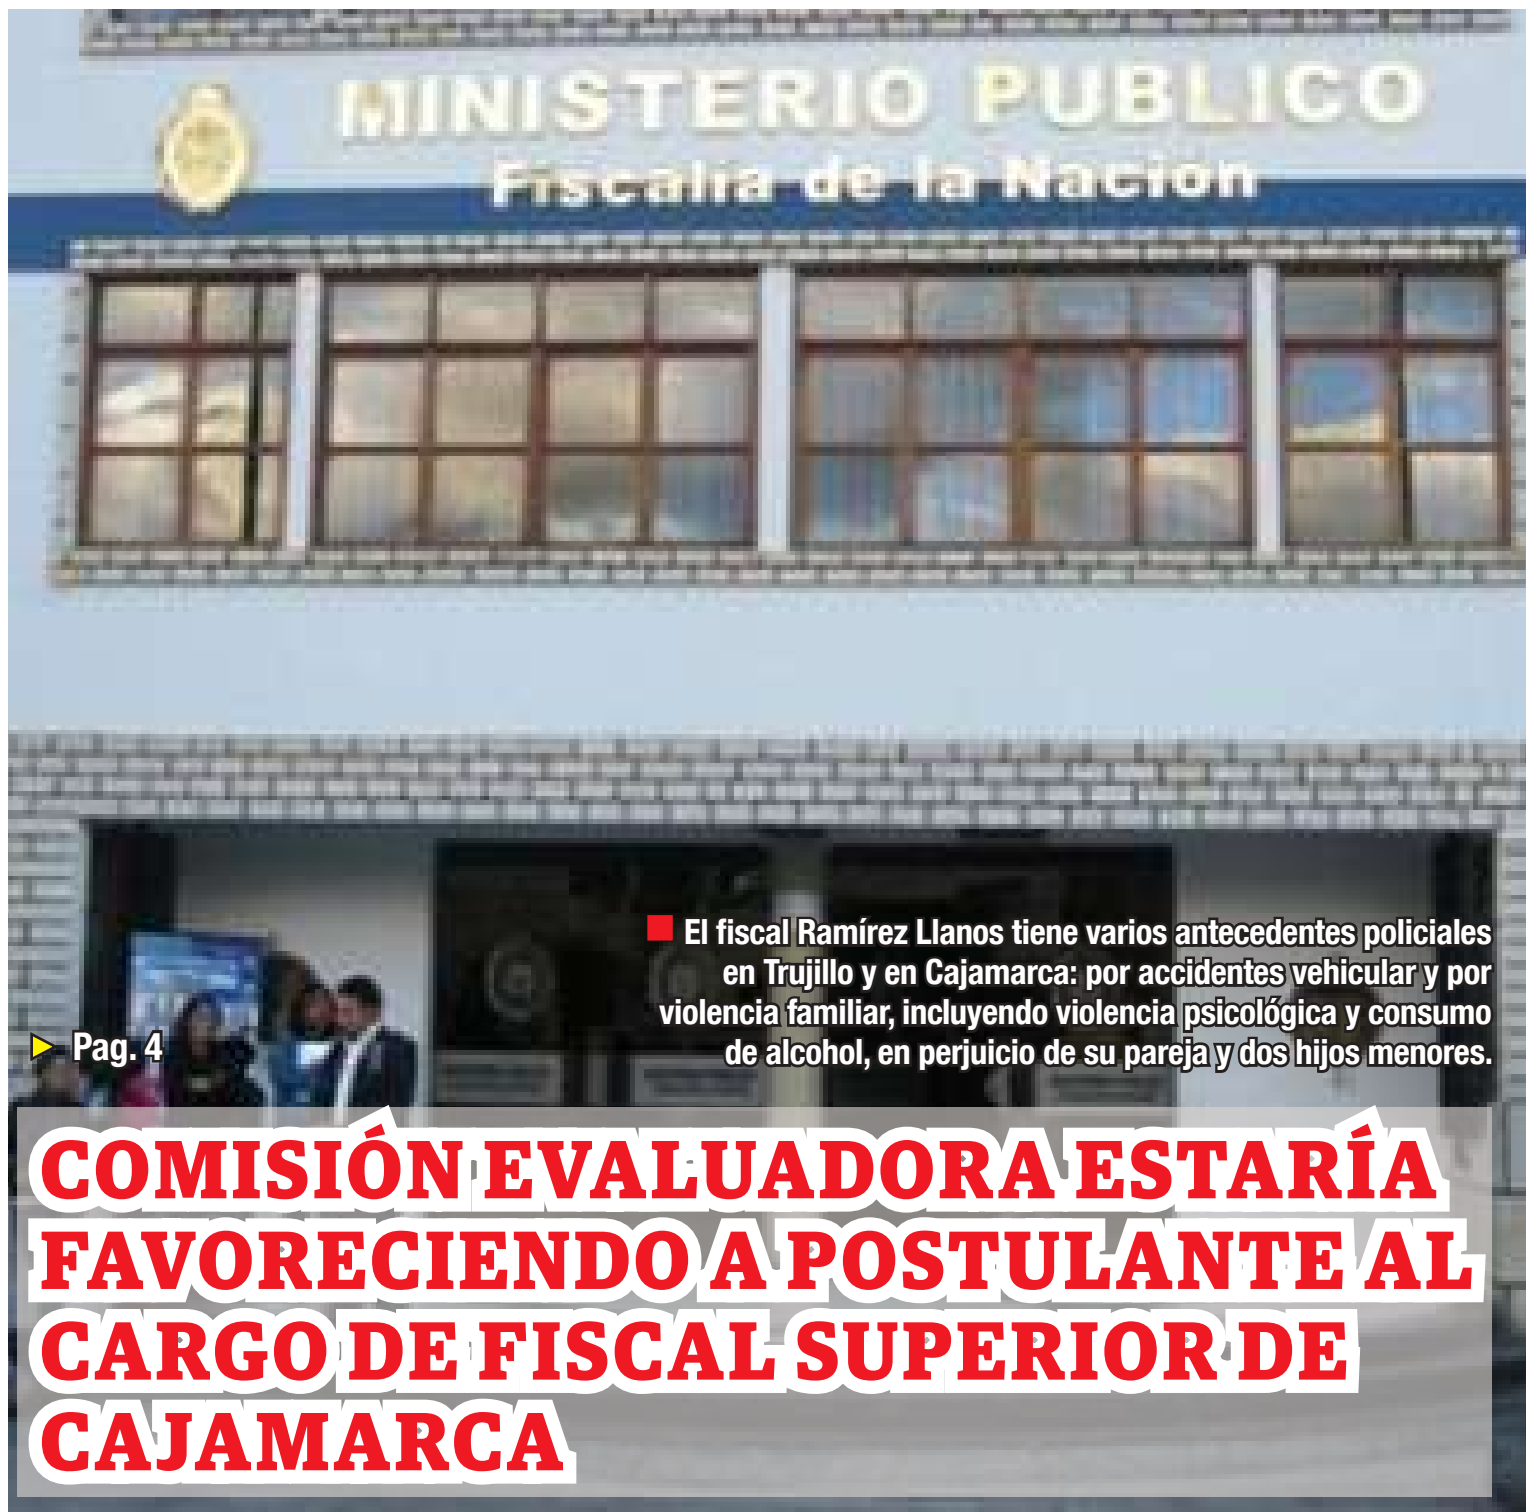 MINISTERIO PUBLICO
Fiscalía de la Nación
El fiscal Ramírez Llanos tiene varios antecedentes policiales
en Trujillo y en Cajamarca: por accidentes vehicular y por
violencia familiar, incluyendo violencia psicológica y consumo
de alcohol, en perjuicio de su pareja y dos hijos menores.
Pag. 4
COMISIÓN EVALUADORA ESTARÍA
FAVORECIENDO A POSTULANTE AL
CARGO DE FISCAL SUPERIOR DE
CAJAMARCA